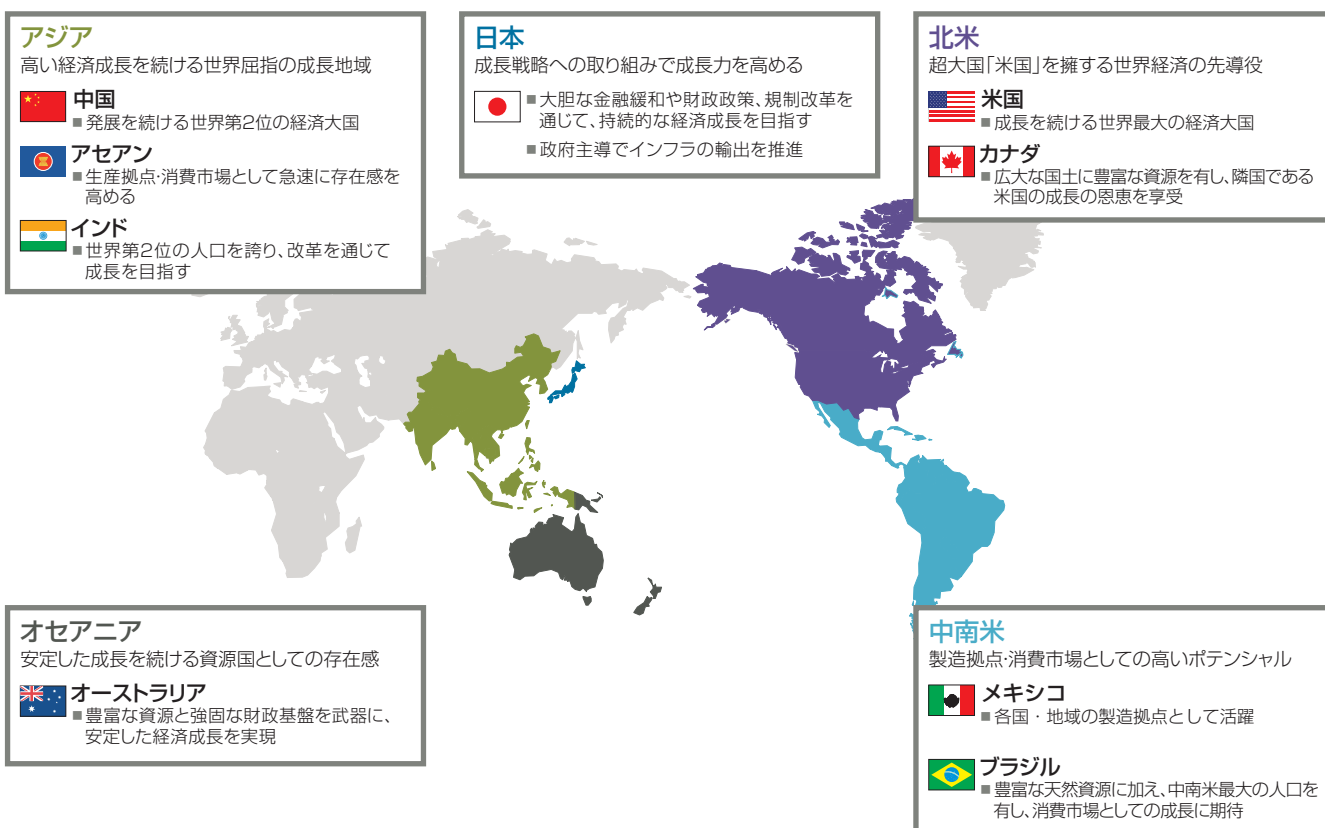 アジア
高い経済成長を続ける世界屈指の成長地域
中国
■発展を続ける世界第2位の経済大国
アセアン
■生産拠点・消費市場として急速に存在感を
高める
インド
■世界第2位の人口を誇り、改革を通じて
成長を目指す
日本
成長戦略への取り組みで成長力を高める
■大胆な金融緩和や財政政策、規制改革を
通じて、持続的な経済成長を目指す
■政府主導でインフラの輸出を推進
北米
超大国「米国」を擁する世界経済の先導役
米国
■成長を続ける世界最大の経済大国
カナダ
■広大な国土に豊富な資源を有し、隣国である
米国の成長の恩恵を享受
オセアニア
安定した成長を続ける資源国としての存在感
オーストラリア
■豊富な資源と強固な財政基盤を武器に、
安定した経済成長を実現
中南米
製造拠点・消費市場としての高いポテンシャル
メキシコ
■各国・地域の製造拠点として活躍
ブラジル
■豊富な天然資源に加え、中南米最大の人口を
有し、消費市場としての成長に期待